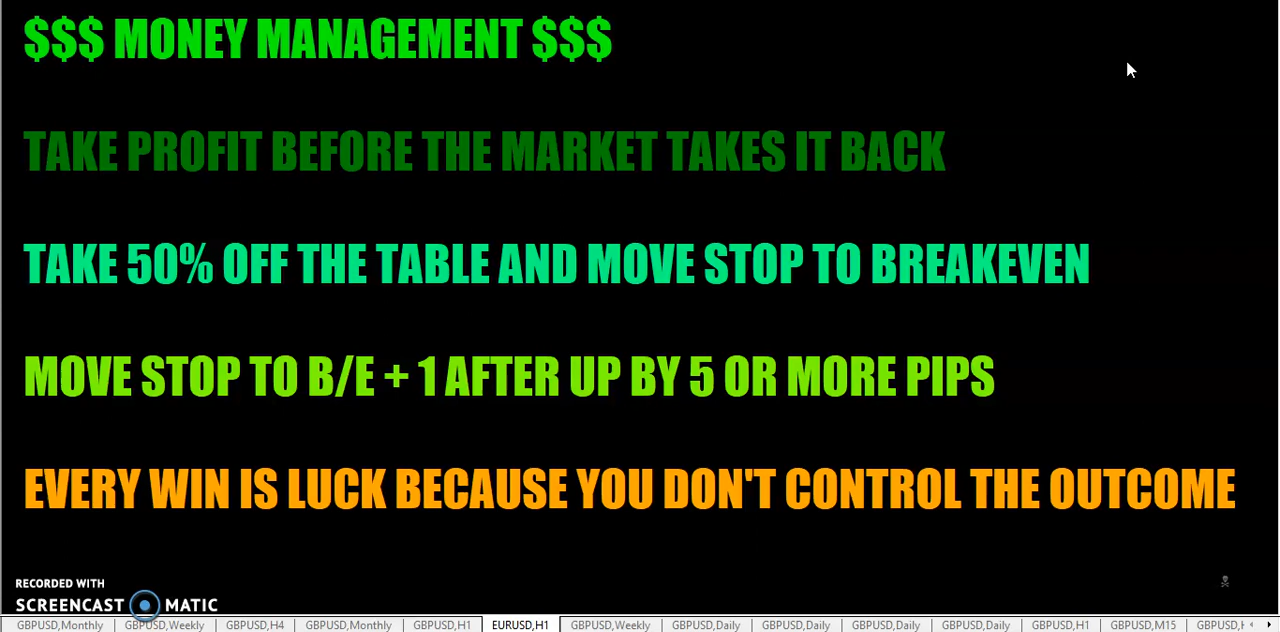 $$$ MONEY MANAGEMENT $$$
TAKE PROFIT BEFORE THE MARKET TAKES IT BACK
TAKE 50% OFF THE TABLE AND MOVE STOP TO BREAKEVEN
MOVE STOP TO B/E + 1 AFTER UP BY 5 OR MORE PIPS
EVERY WIN IS LUCK BECAUSE YOU DON'T CONTROL THE OUTCOME
RECORDED WITH
SCREENCAST MATIC
GBPUSD,Monthly GBPUSD,Weekly GBPUSD,H4 GBPUSD,Monthly GBPUSD,H1 EURUSD,H1 GBPUSD,Weekly GBPUSD,Daily GBPUSD,Daily GBPUSD,Daily GBPUSD,Daily GBPUSD,H1 GBPUSD,M15